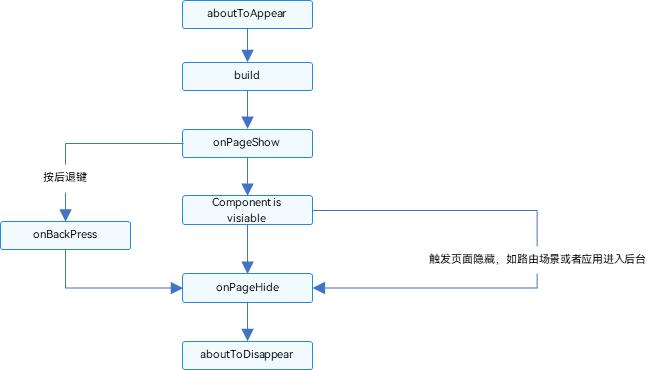 aboutToAppear
build
onPageShow
按后退键
Component is
visiable
onBackPress
触发页面隐藏，如路由场景或者应用进入后台
onPageHide
aboutToDisappear